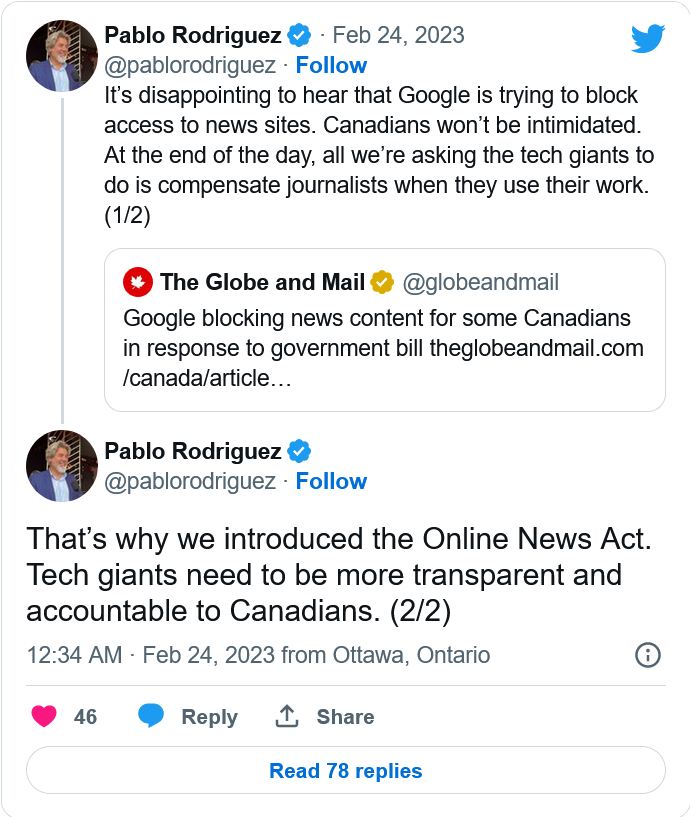 Pablo Rodriguez · Feb 24, 2023
@pablorodriguez · Follow
It’s disappointing to hear that Google is trying to block
access to news sites. Canadians won’t be intimidated.
At the end of the day, all we’re asking the tech giants to
do is compensate journalists when they use their work.
(1/2)
The Globe and Mail @globeandmail
Google blocking news content for some Canadians
in response to government bill theglobeandmail.com
/canada/article…
Pablo Rodriguez
@pablorodriguez · Follow
That’s why we introduced the Online News Act.
Tech giants need to be more transparent and
accountable to Canadians. (2/2)
12:34 AM · Feb 24, 2023 from Ottawa, Ontario
46 Reply Share
Read 78 replies